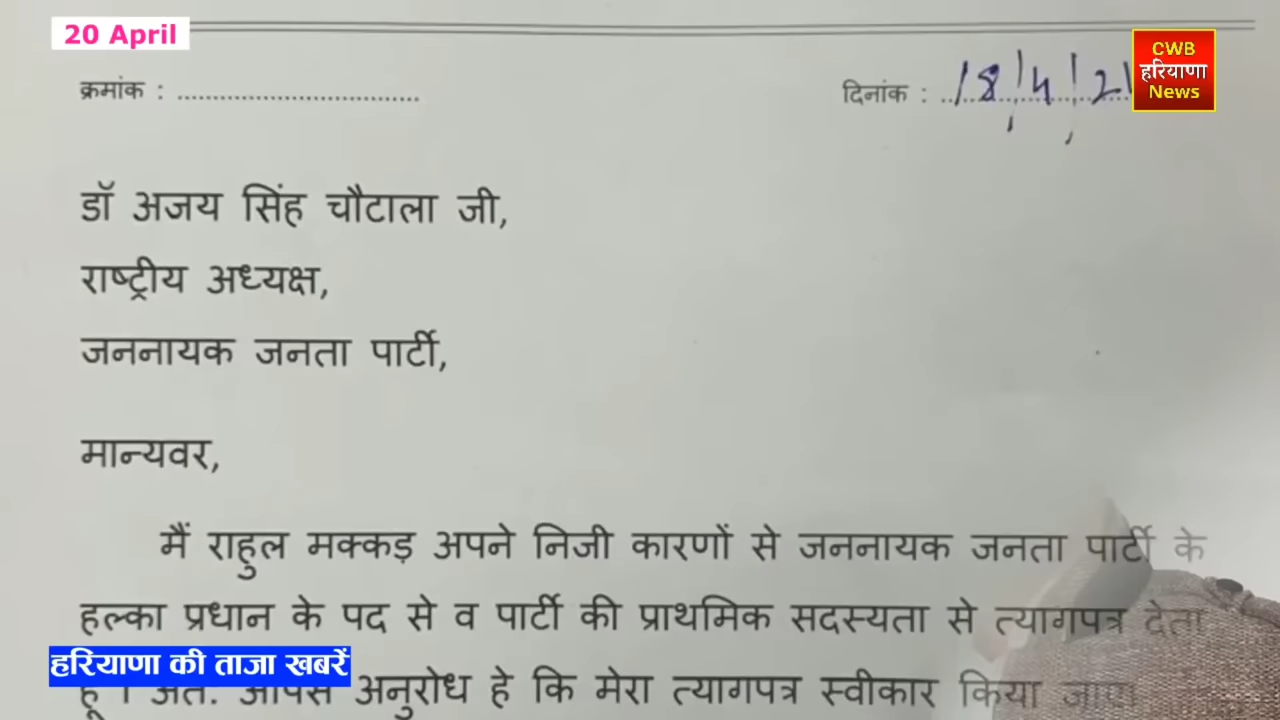 20 April
CWB
हरियाणा
News
क्रमांक : ................................
दिनांक : 18/4/2
डॉ अजय सिंह चौटाला जी,
राष्ट्रीय अध्यक्ष,
जननायक जनता पार्टी,
मान्यवर,
मैं राहुल मक्कड़ अपने निजी कारणों से जननायक जनता पार्टी के
हल्का प्रधान के पद से व पार्टी की प्राथमिक सदस्यता से त्यागपत्र देता
हरियाणा की ताजा खबरें
अनुरोध हे कि मेरा त्यागपत्र स्वीकार किया जाए